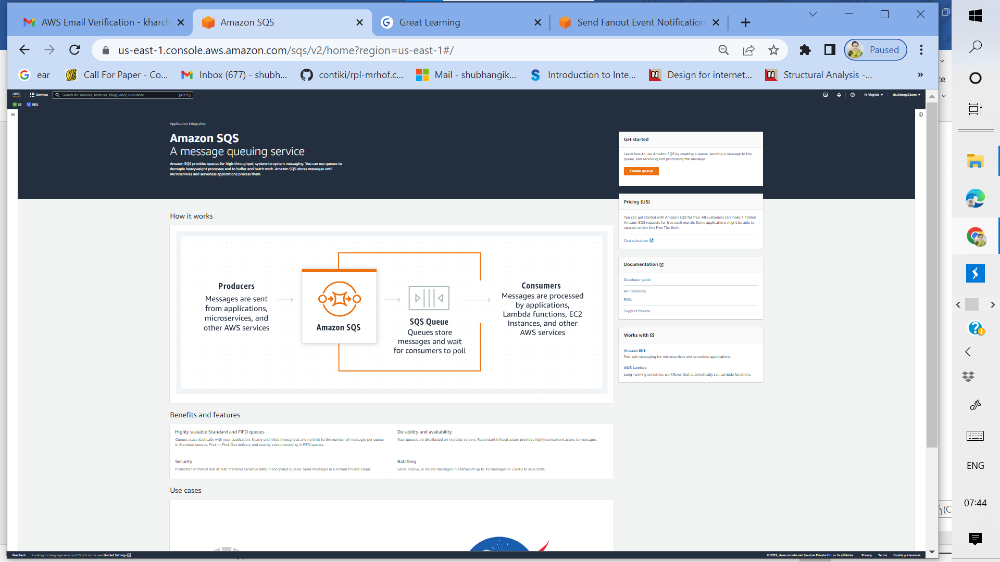 AWS Email Verification - kharch
Amazon SQS
Great Learning
Send Fanout Event Notification
us-east-1.console.aws.amazon.com/sqs/v2/home?region=us-east-1#/
Paused
ear
Call For Paper - Co...
Inbox (677) - shubh...
contiki/rpl-mrhof.c...
Mail - shubhangik...
Introduction to Inte...
Design for internet...
Structural Analysis -...
»
aws
Services
Search for services, features, blogs, docs, and more
[Alt+S]
N. Virginia
shubhangi24aws
S3
RDS
Application Integration
Amazon SQS
A message queuing service
Amazon SQS provides queues for high-throughput, system-to-system messaging. You can use queues to
decouple heavyweight processes and to buffer and batch work. Amazon SQS stores messages until
microservices and serverless applications process them.
Get started
Learn how to use Amazon SQS by creating a queue, sending a message to the
queue, and receiving and processing the message.
Create queue
Pricing (US)
You can get started with Amazon SQS for free. All customers can make 1 million
Amazon SQS requests for free each month. Some applications might be able to
operate within this Free Tier limit.
Cost calculator
Documentation
Developer guide
API reference
FAQs
Support forums
Works with
Amazon SNS
Pub-sub messaging for microservices and serverless applications.
AWS Lambda
Long-running serverless workflows that automatically call Lambda functions.
How it works
Producers
Messages are sent
from applications,
microservices, and
other AWS services
Amazon SQS
SQS Queue
Queues store
messages and wait
for consumers to poll
Consumers
Messages are processed
by applications,
Lambda functions, EC2
Instances, and other
AWS services
Benefits and features
Highly scalable Standard and FIFO queues
Queues scale elastically with your application. Nearly unlimited throughput and no limit to the number of messages per queue
in Standard queues. First-In-First-Out delivery and exactly once processing in FIFO queues.
Durability and availability
Your queues are distributed on multiple servers. Redundant infrastructure provides highly concurrent access to messages.
Security
Protection in transit and at rest. Transmit sensitive data in encrypted queues. Send messages in a Virtual Private Cloud.
Batching
Send, receive, or delete messages in batches of up to 10 messages or 256KB to save costs.
Use cases
Feedback
Looking for language selection? Find it in the new Unified Settings
© 2022, Amazon Internet Services Private Ltd. or its affiliates.
Privacy
Terms
Cookie preferences
ce
(C
ENG
07:44